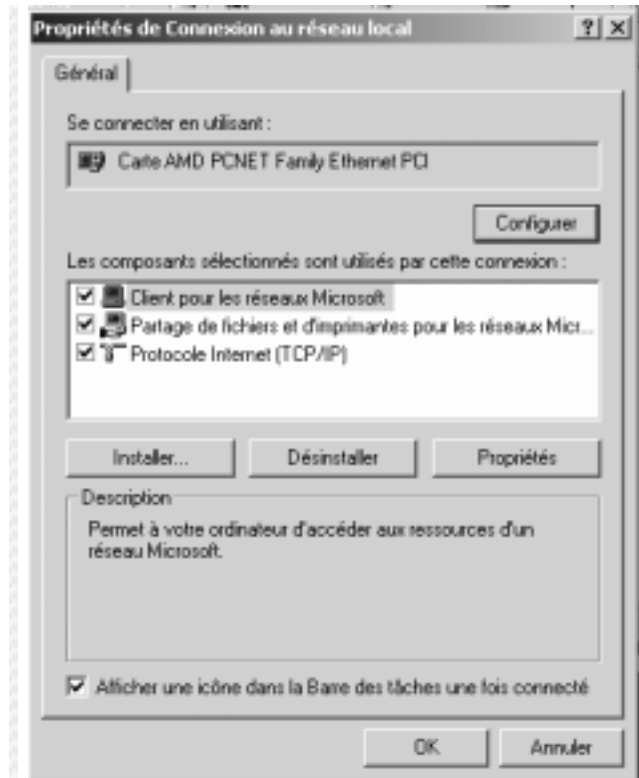 Propriétés de Connexion au réseau local
Général
Se connecter en utilisant :
Carte AMD PCNET Family Ethernet PCI
Configurer
Les composants sélectionnés sont utilisés par cette connexion :
Client pour les réseaux Microsoft
Partage de fichiers et d'imprimantes pour les réseaux Micr...
Protocole Internet (TCP/IP)
Installer... Désinstaller Propriétés
Description
Permet à votre ordinateur d'accéder aux ressources d'un
réseau Microsoft.
Afficher une icône dans la Barre des tâches une fois connecté
OK Annuler